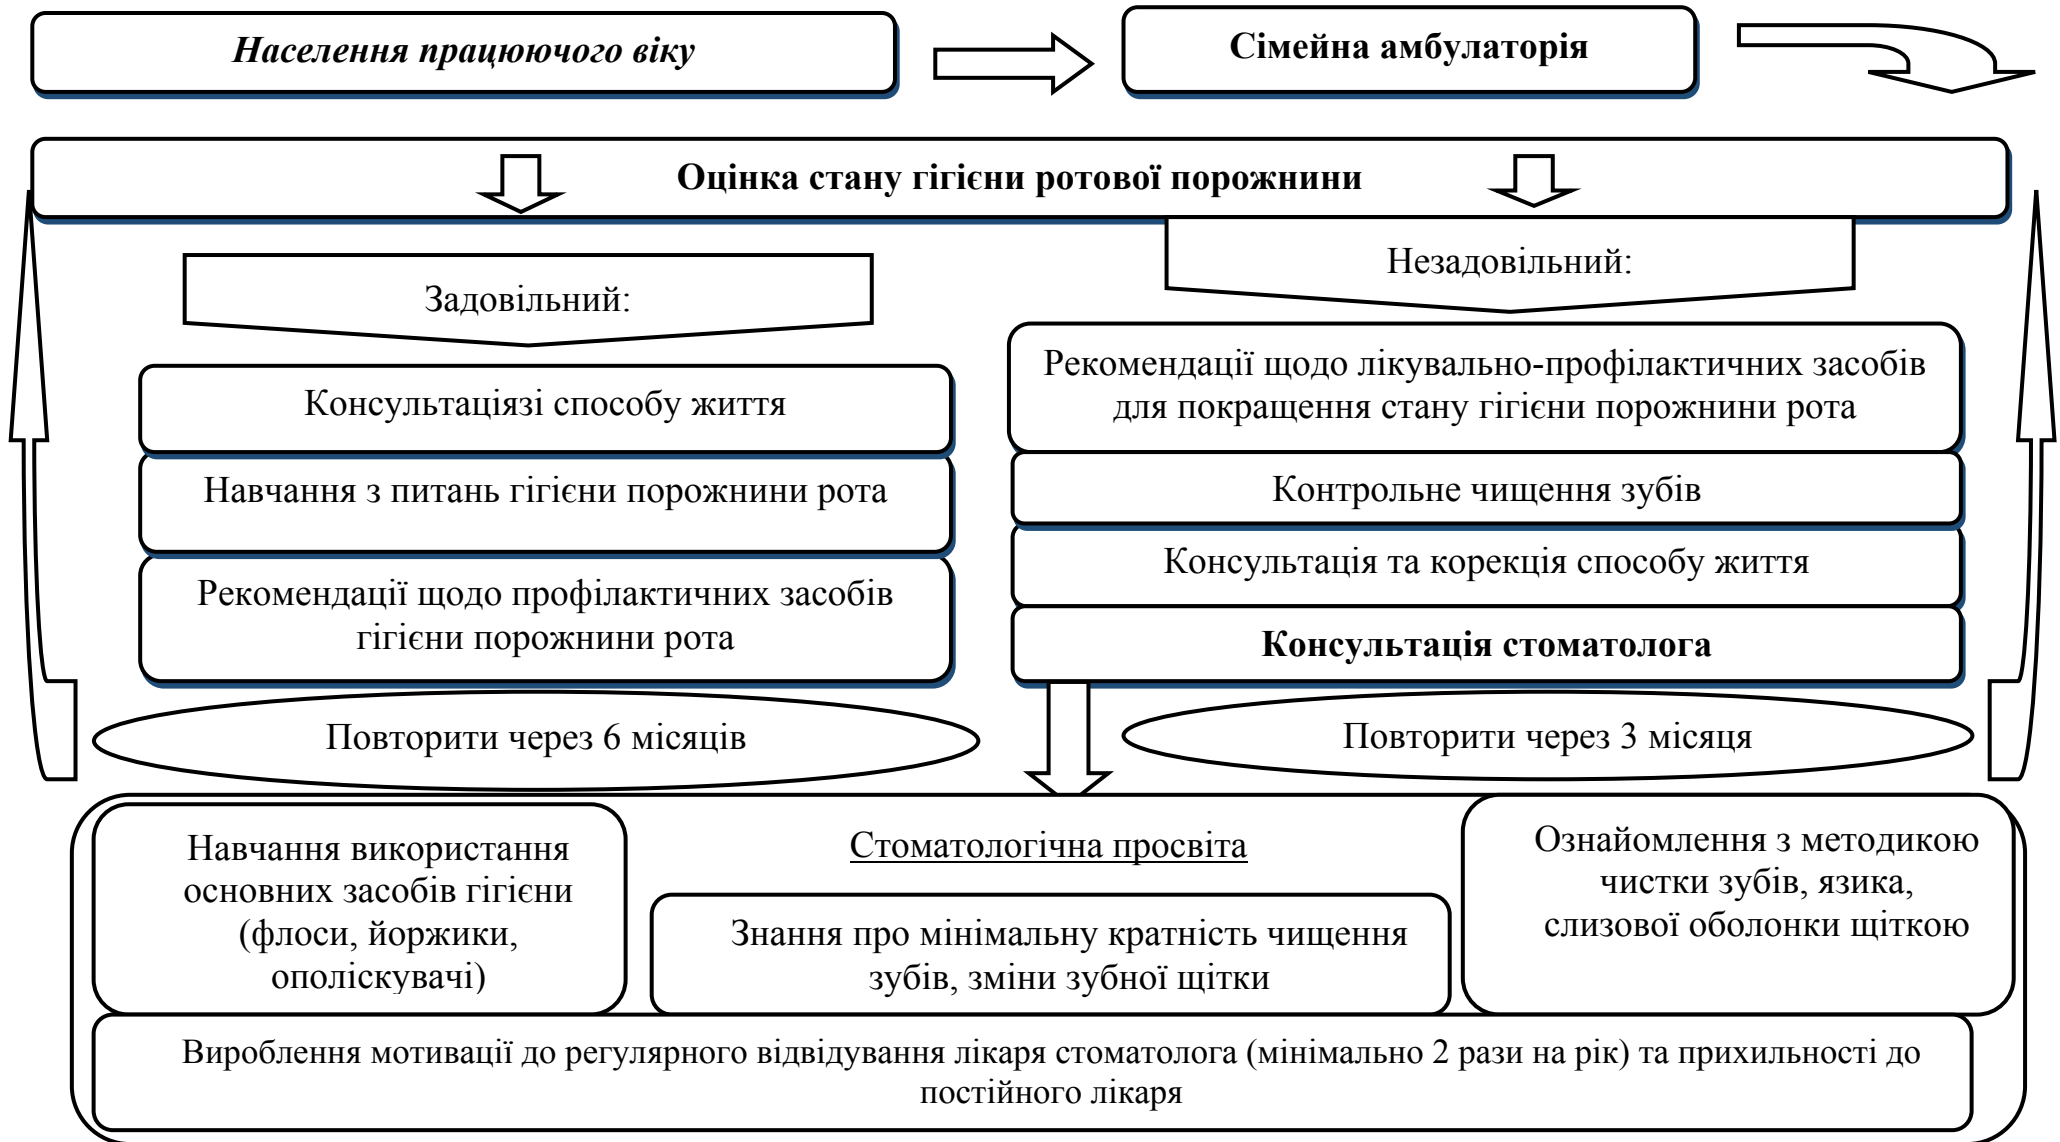 Населення працюючого віку
Сімейна амбулаторія
Оцінка стану гігієни ротової порожнини
Задовільний:
Консультаціязі способу життя
Навчання з питань гігієни порожнини рота
Рекомендації щодо профілактичних засобів
гігієни порожнини рота
Повторити через 6 місяців
Незадовільний:
Рекомендації щодо лікувально-профілактичних засобів
для покращення стану гігієни порожнини рота
Контрольне чищення зубів
Консультація та корекція способу життя
Консультація стоматолога
Повторити через 3 місяця
Стоматологічна просвіта
Навчання використання
основних засобів гігієни
(флоси, йоржики,
ополіскувачі)
Знання про мінімальну кратність чищення
зубів, зміни зубної щітки
Ознайомлення з методикою
чистки зубів, язика,
слизової оболонки щіткою
Вироблення мотивації до регулярного відвідування лікаря стоматолога (мінімально 2 рази на рік) та прихильності до
постійного лікаря